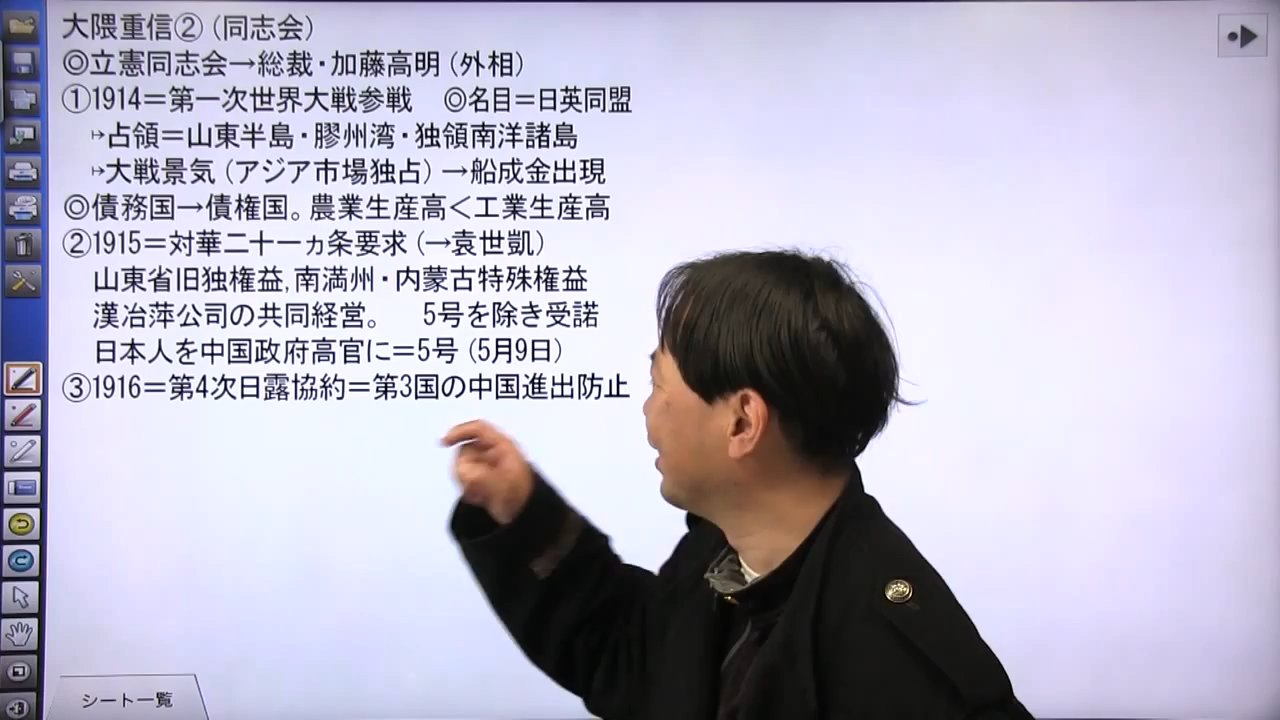 大隈重信②（同志会）
◎立憲同志会→総裁・加藤高明（外相）
①1914＝第一次世界大戦参戦　◎名目＝日英同盟
↦占領＝山東半島・膠州湾・独領南洋諸島
↦大戦景気（アジア市場独占）→船成金出現
◎債務国→債権国。農業生産高＜工業生産高
②1915＝対華二十一ヵ条要求（→袁世凱）
山東省旧独権益,南満州・内蒙古特殊権益
漢冶萍公司の共同経営。　5号を除き受諾
日本人を中国政府高官に＝5号（5月9日）
③1916＝第4次日露協約＝第3国の中国進出防止
シート一覧